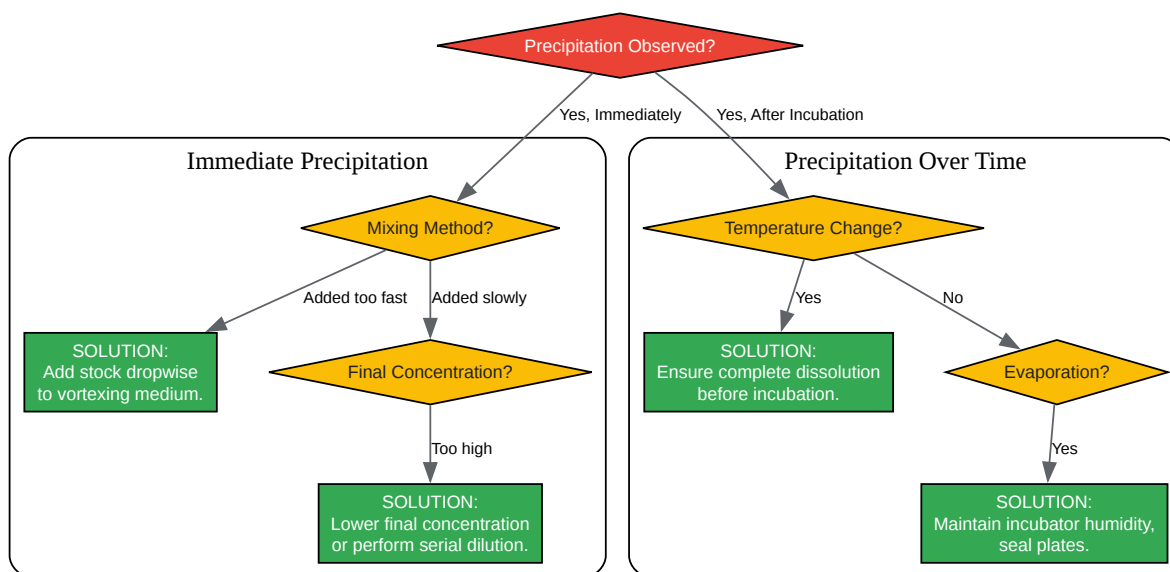 Precipitation Observed?
Yes, Immediately
Yes, After Incubation
Immediate Precipitation
Mixing Method?
Added too fast
Added slowly
SOLUTION:
Add stock dropwise
to vortexing medium.
Final Concentration?
Too high
SOLUTION:
Lower final concentration
or perform serial dilution.
Precipitation Over Time
Temperature Change?
Yes
No
SOLUTION:
Ensure complete dissolution
before incubation.
Evaporation?
Yes
SOLUTION:
Maintain incubator humidity,
seal plates.